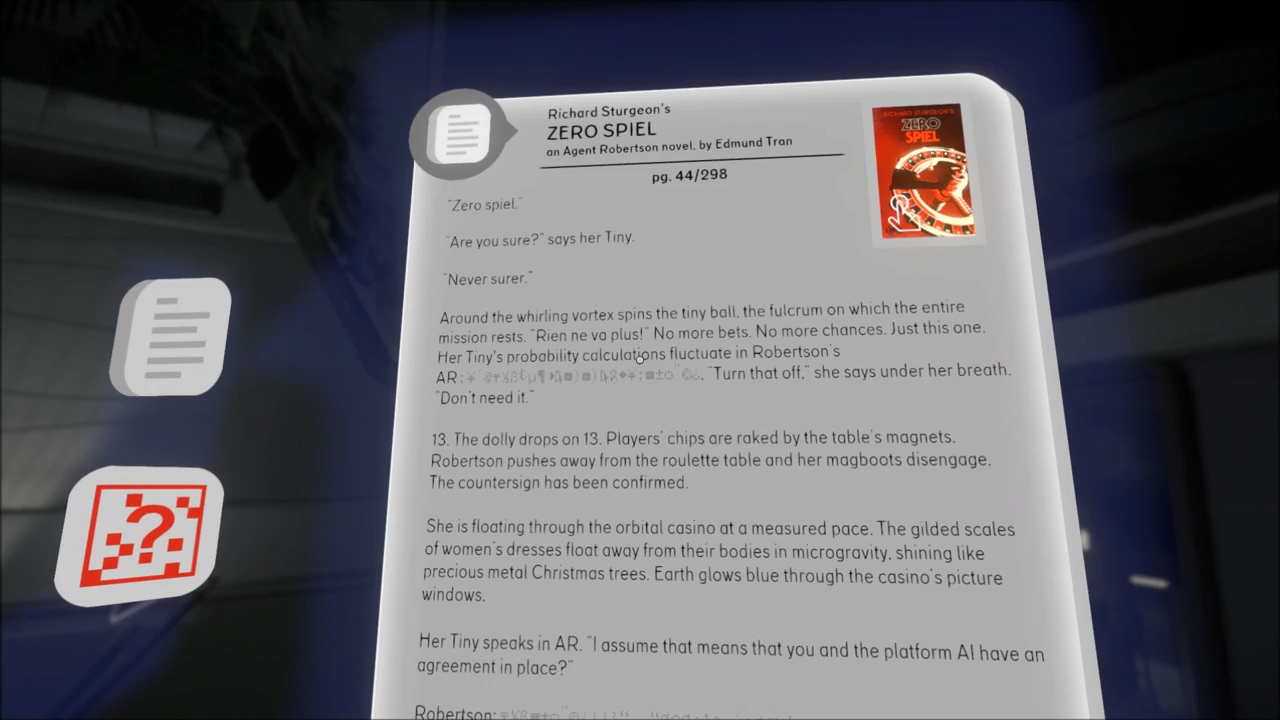 Richard Sturgeon's
ZERO SPIEL
an Agent Robertson novel, by Edmund Tran
pg. 44/298
RICHARD STURGEON'S
ZERO
SPIEL
"Zero spiel."
"Are you sure?" says her Tiny.
"Never surer."
Around the whirling vortex spins the tiny ball, the fulcrum on which the entire
mission rests. "Rien ne va plus!" No more bets. No more chances. Just this one.
Her Tiny's probability calculations fluctuate in Robertson's
AR. "Turn that off," she says under her breath.
"Don't need it."
13. The dolly drops on 13. Players' chips are raked by the table's magnets.
Robertson pushes away from the roulette table and her magboots disengage.
The countersign has been confirmed.
She is floating through the orbital casino at a measured pace. The gilded scales
of women's dresses float away from their bodies in microgravity, shining like
precious metal Christmas trees. Earth glows blue through the casino's picture
windows.
Her Tiny speaks in AR. "I assume that means that you and the platform AI have an
agreement in place?"
Robertson:
?